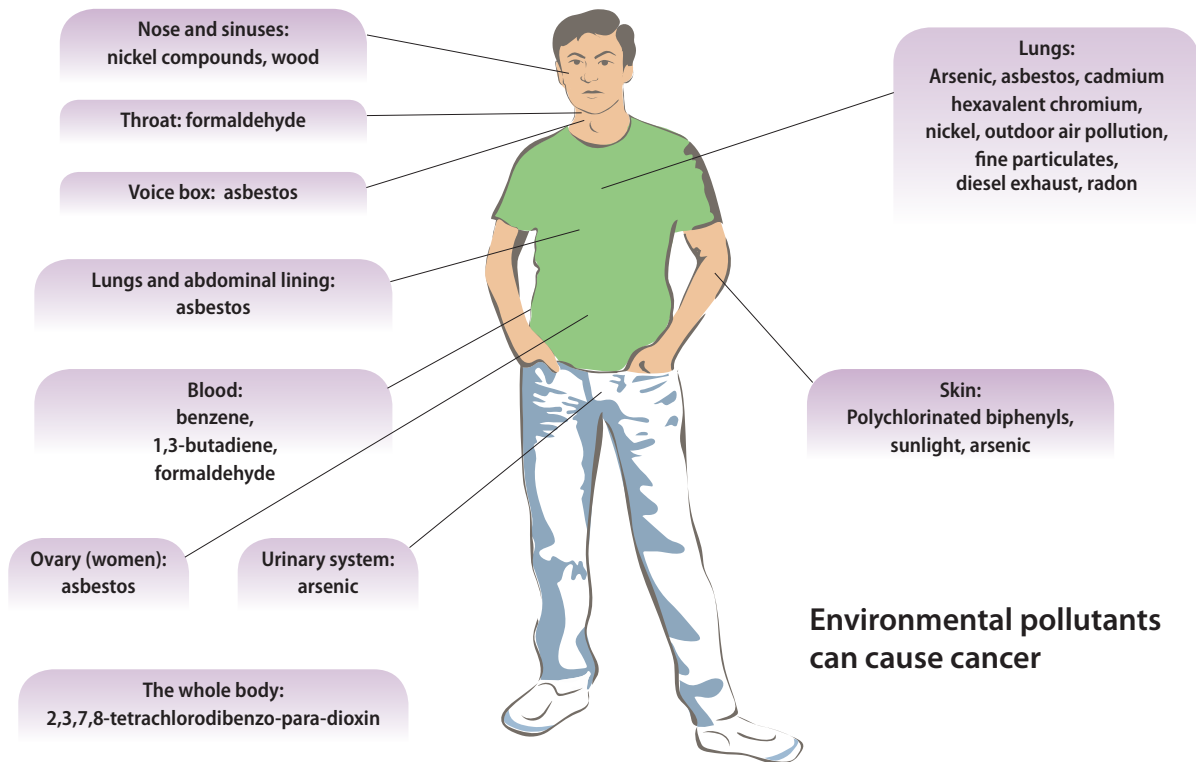 Nose and sinuses:
nickel compounds, wood
Throat: formaldehyde
Voice box: asbestos
Lungs and abdominal lining:
asbestos
Blood:
benzene,
1,3-butadiene,
formaldehyde
Ovary (women):
asbestos
Urinary system:
arsenic
The whole body:
2,3,7,8-tetrachlorodibenzo-para-dioxin
Lungs:
Arsenic, asbestos, cadmium
hexavalent chromium,
nickel, outdoor air pollution,
fine particulates,
diesel exhaust, radon
Skin:
Polychlorinated biphenyls,
sunlight, arsenic
Environmental pollutants
can cause cancer